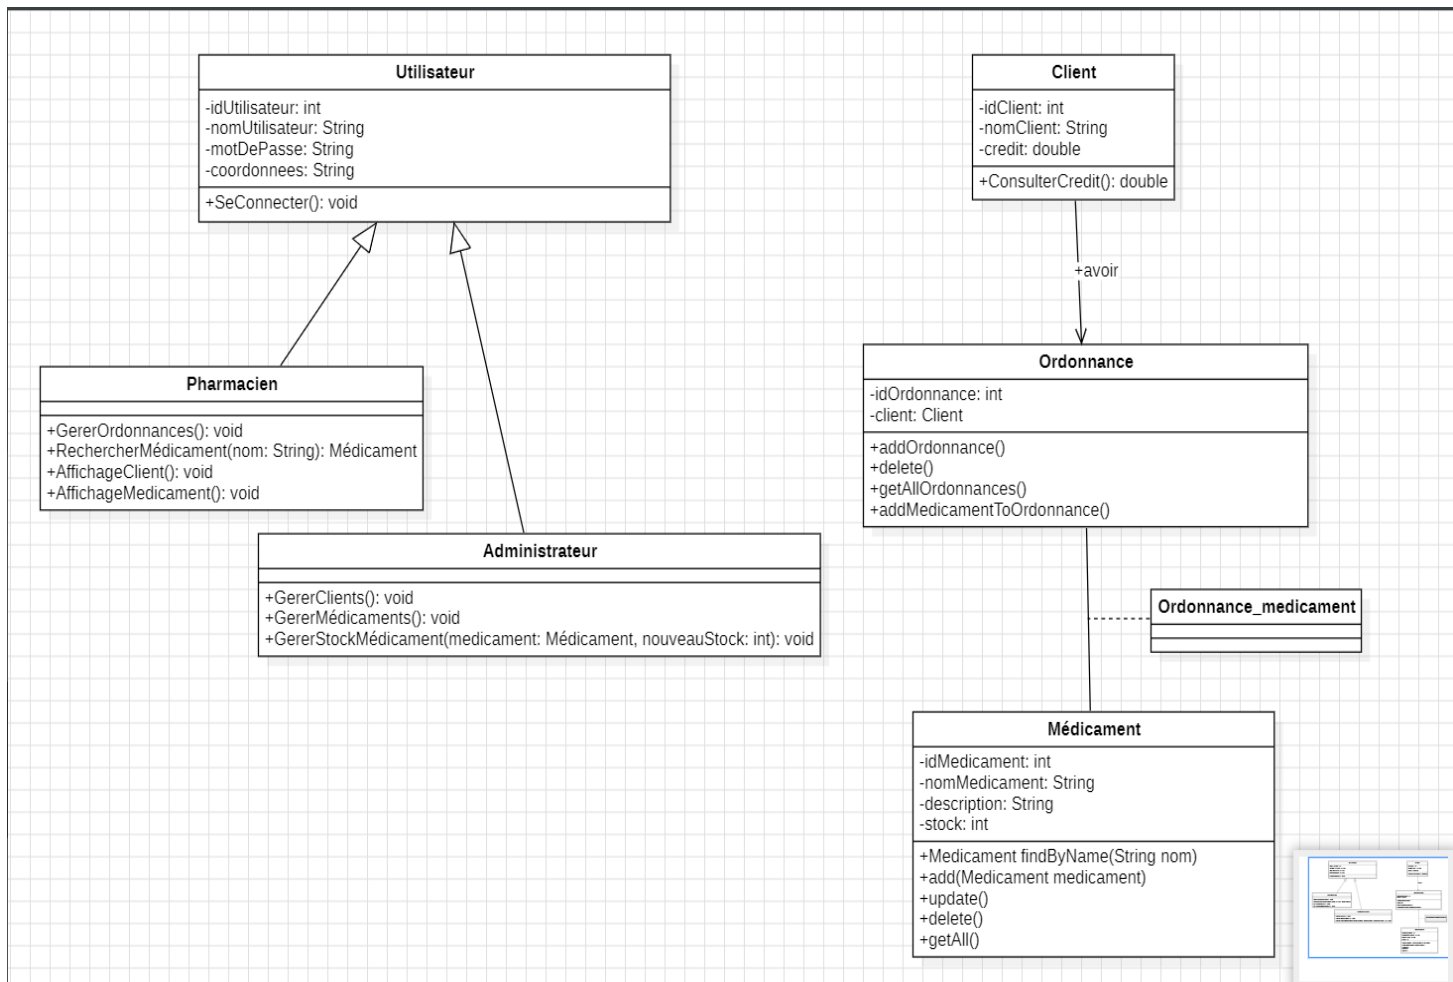 Utilisateur
-idUtilisateur: int
-nomUtilisateur: String
-motDePasse: String
-coordonnees: String
+SeConnecter(): void
Client
-idClient: int
-nomClient: String
-credit: double
+ConsulterCredit(): double
+avoir
Pharmacien
+GererOrdonnances(): void
+RechercherMédicament(nom: String): Médicament
+AffichageClient(): void
+AffichageMedicament(): void
Ordonnance
-idOrdonnance: int
-client: Client
+addOrdonnance()
+delete()
+getAllOrdonnances()
+addMedicamentToOrdonnance()
Administrateur
+GererClients(): void
+GererMédicaments(): void
+GererStockMédicament(medicament: Médicament, nouveauStock: int): void
Ordonnance_medicament
Médicament
-idMedicament: int
-nomMedicament: String
-description: String
-stock: int
+Medicament findByName(String nom)
+add(Medicament medicament)
+update()
+delete()
+getAll()